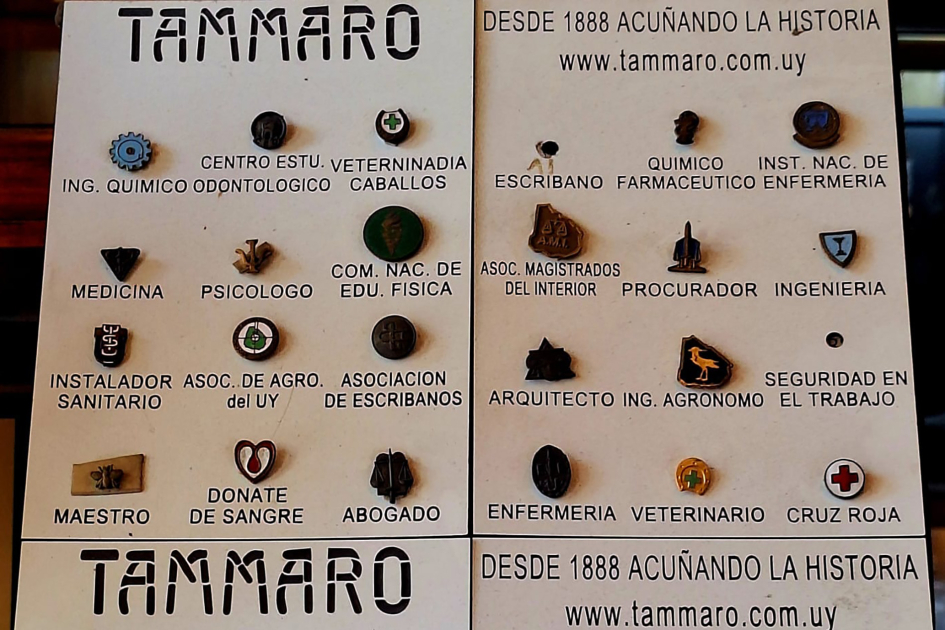 TAMMARO
ING. QUIMICO
CENTRO ESTU.
ODONTOLOGICO
VETERNINADIA
CABALLOS
MEDICINA
PSICOLOGO
COM. NAC. DE
EDU. FISICA
INSTALADOR
SANITARIO
ASOC. DE AGRO.
del UY
ASOCIACION
DE ESCRIBANOS
MAESTRO
DONATE
DE SANGRE
ABOGADO
DESDE 1888 ACUÑANDO LA HISTORIA
www.tammaro.com.uy
ESCRIBANO
QUIMICO
FARMACEUTICO
INST. NAC. DE
ENFERMERIA
A.M.I.
ASOC. MAGISTRADOS
DEL INTERIOR
PROCURADOR
INGENIERIA
ARQUITECTO
ING. AGRONOMO
SEGURIDAD EN
EL TRABAJO
ENFERMERIA
VETERINARIO
CRUZ ROJA
TAMMARO
DESDE 1888 ACUÑANDO LA HISTORIA
www.tammaro.com.uy